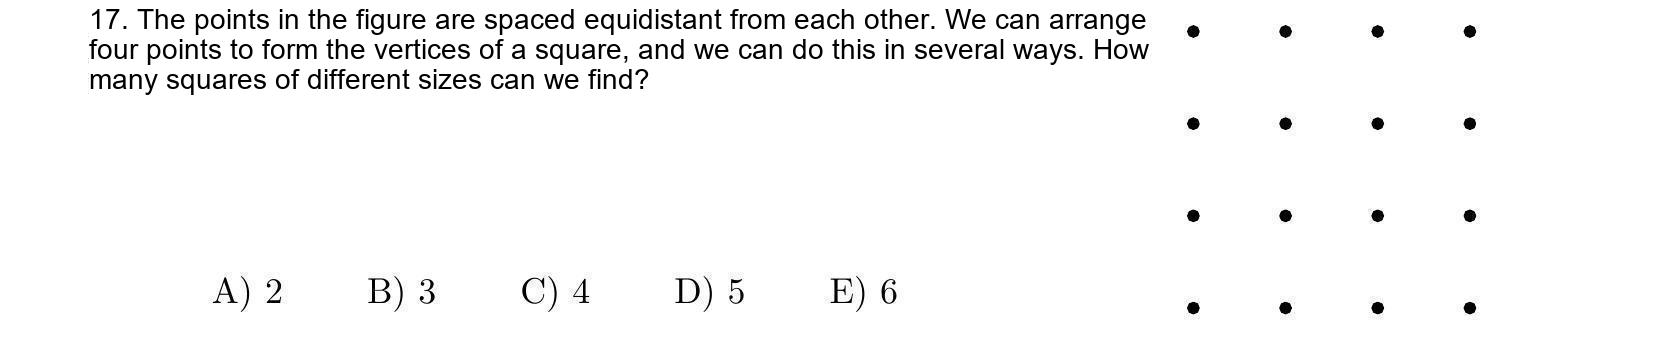 17. The points in the figure are spaced equidistant from each other. We can arrange
four points to form the vertices of a square, and we can do this in several ways. How
many squares of different sizes can we find?
A) 2 B) 3 C) 4 D) 5 E) 6